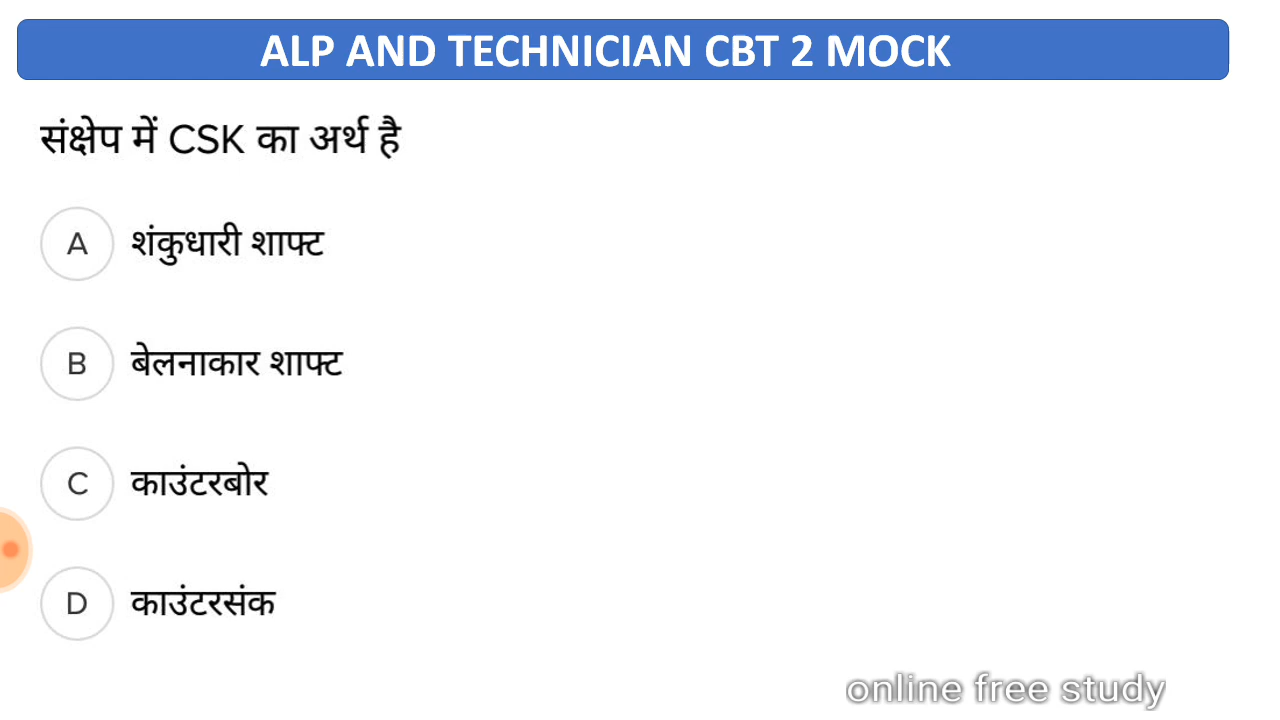 ALP AND TECHNICIAN CBT 2 MOCK
संक्षेप में CSK का अर्थ है
A शंकुधारी शाफ्ट
B बेलनाकार शाफ्ट
C काउंटरबोर
D काउंटरसंक
online free study